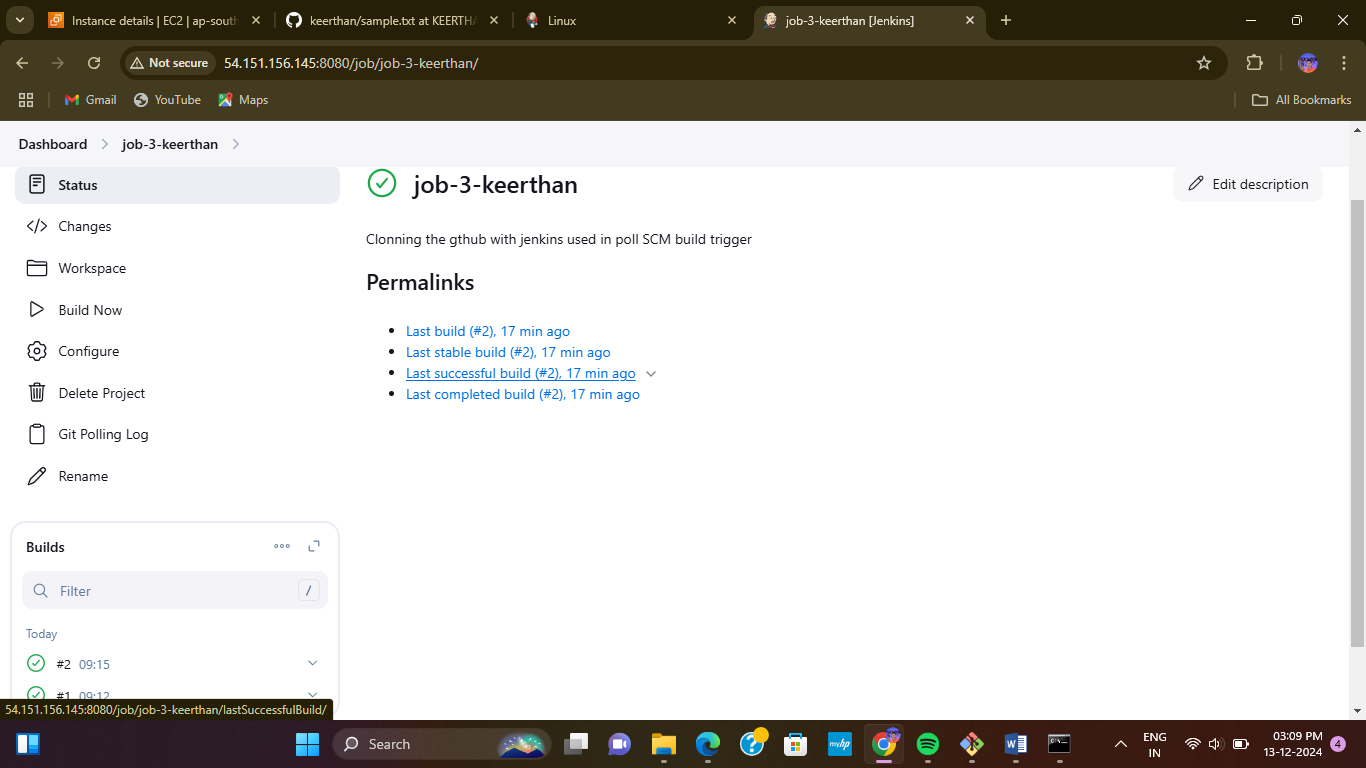 Instance details | EC2 | ap-south
keerthan/sample.txt at KEERTHA
Linux
job-3-keerthan [Jenkins]
Not secure
54.151.156.145:8080/job/job-3-keerthan/
Gmail
YouTube
Maps
All Bookmarks
Dashboard
job-3-keerthan
Status
Changes
Workspace
Build Now
Configure
Delete Project
Git Polling Log
Rename
job-3-keerthan
Edit description
Clonning the gthub with jenkins used in poll SCM build trigger
Permalinks
Last build (#2), 17 min ago
Last stable build (#2), 17 min ago
Last successful build (#2), 17 min ago
Last completed build (#2), 17 min ago
Builds
Filter
/
Today
#2 09:15
#1 09:12
54.151.156.145:8080/job/job-3-keerthan/lastSuccessfulBuild/
Search
myhp
ENG
IN
03:09 PM
13-12-2024
4